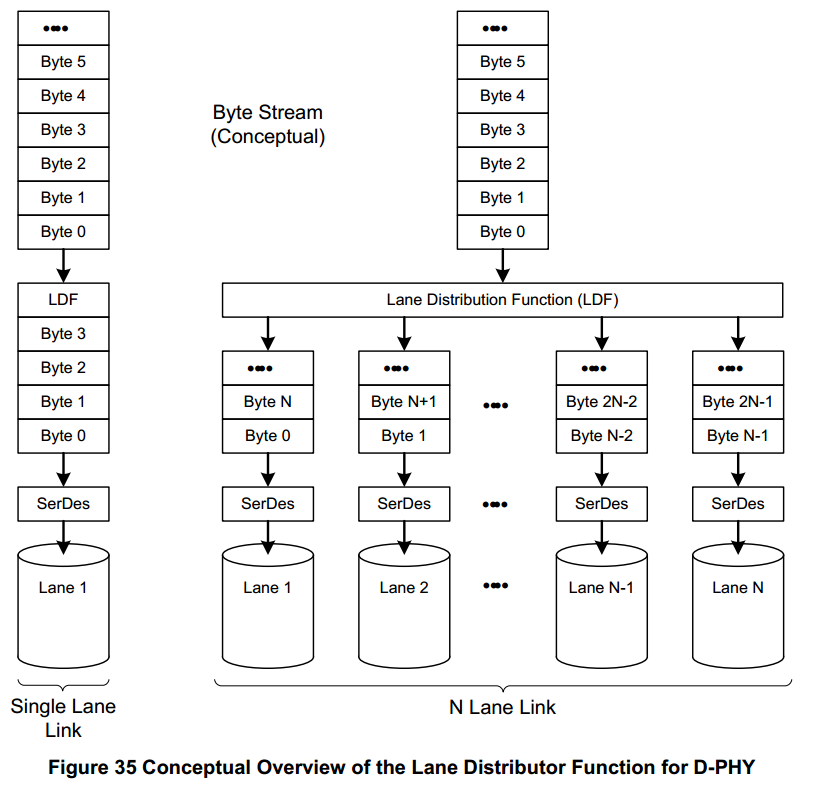 ••••
Byte 5
Byte 4
Byte 3
Byte 2
Byte 1
Byte 0
LDF
Byte 3
Byte 2
Byte 1
Byte 0
SerDes
Lane 1
Single Lane
Link
Byte Stream
(Conceptual)
••••
Byte 5
Byte 4
Byte 3
Byte 2
Byte 1
Byte 0
Lane Distribution Function (LDF)
••••
Byte N
Byte 0
SerDes
Lane 1
••••
Byte N+1
Byte 1
SerDes
Lane 2
••••
••••
••••
••••
Byte 2N-2
Byte N-2
SerDes
Lane N-1
••••
Byte 2N-1
Byte N-1
SerDes
Lane N
N Lane Link
Figure 35 Conceptual Overview of the Lane Distributor Function for D-PHY